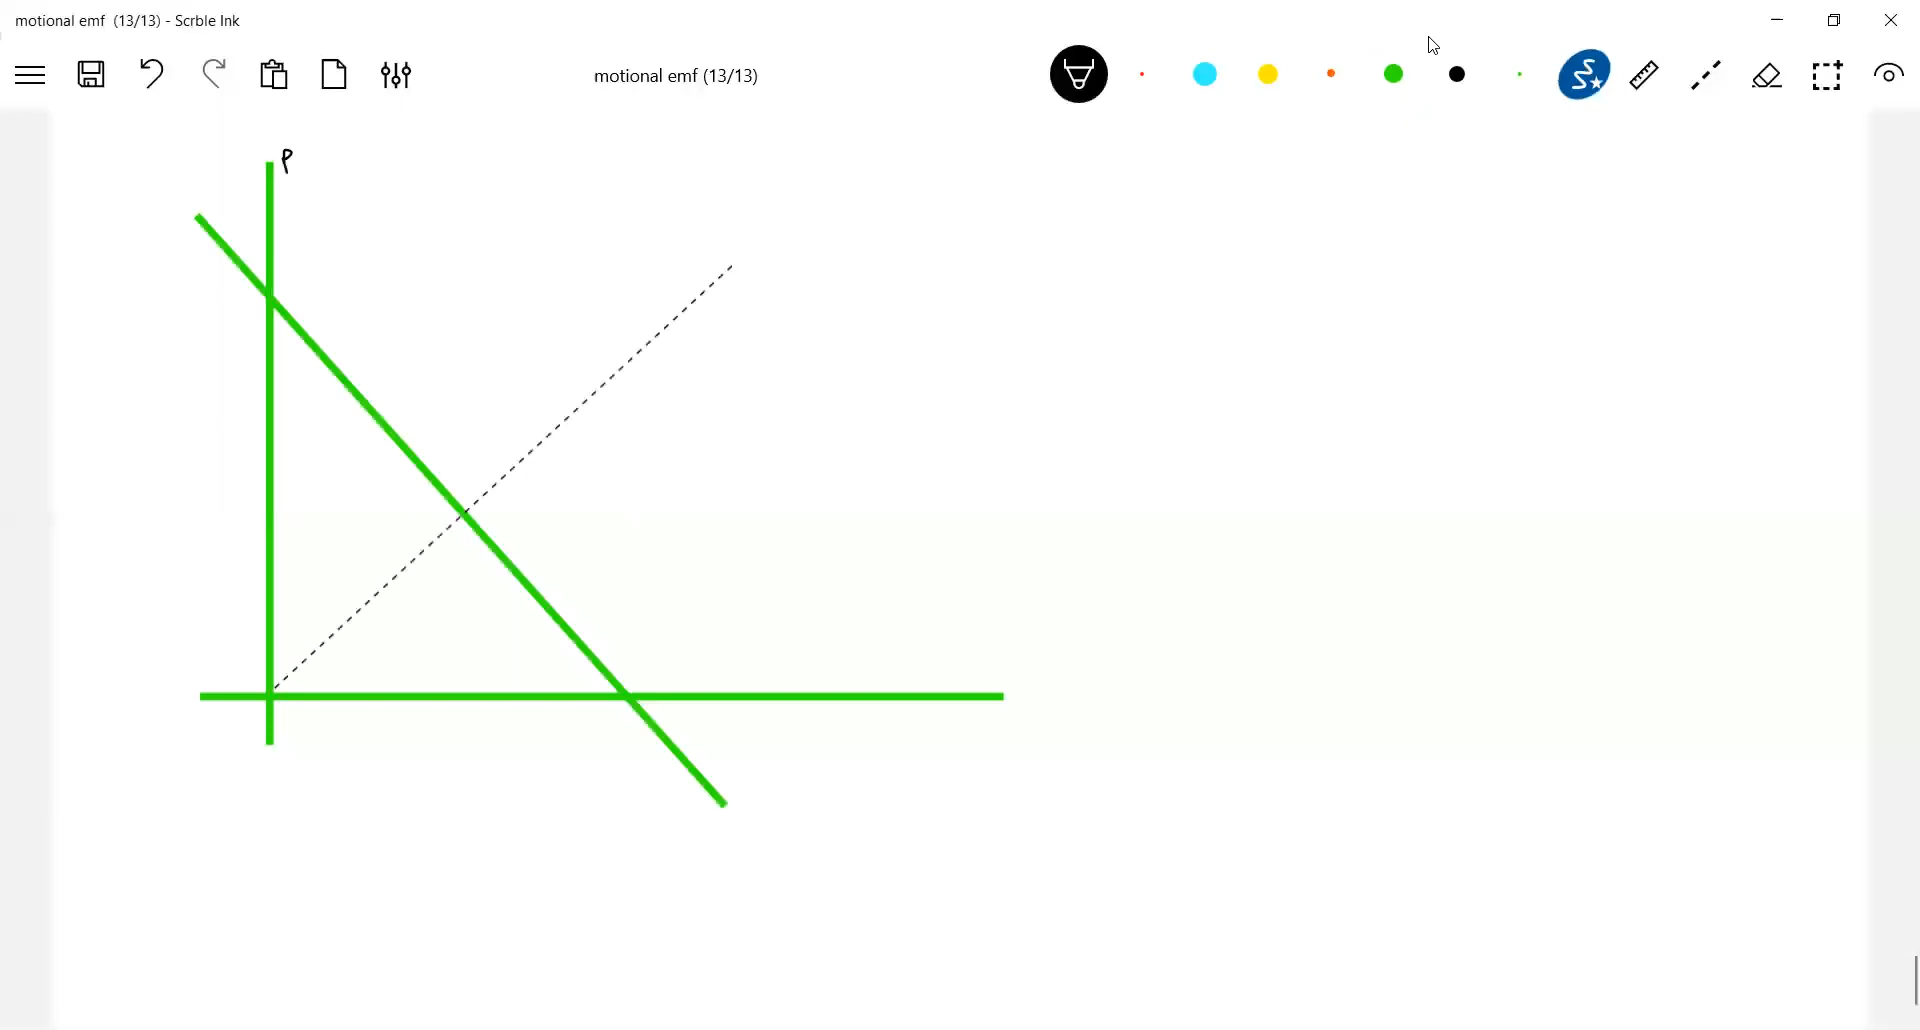 motional emf (13/13) - Scrble Ink
motional emf (13/13)
P